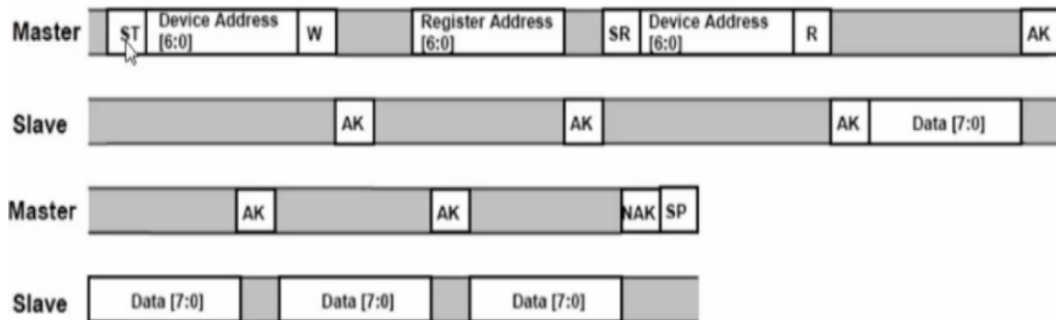 Master ST Device Address [6:0] W Register Address [6:0] SR Device Address [6:0] R AK
Slave AK AK AK Data [7:0]
Master AK AK NAK SP
Slave Data [7:0] Data [7:0] Data [7:0]